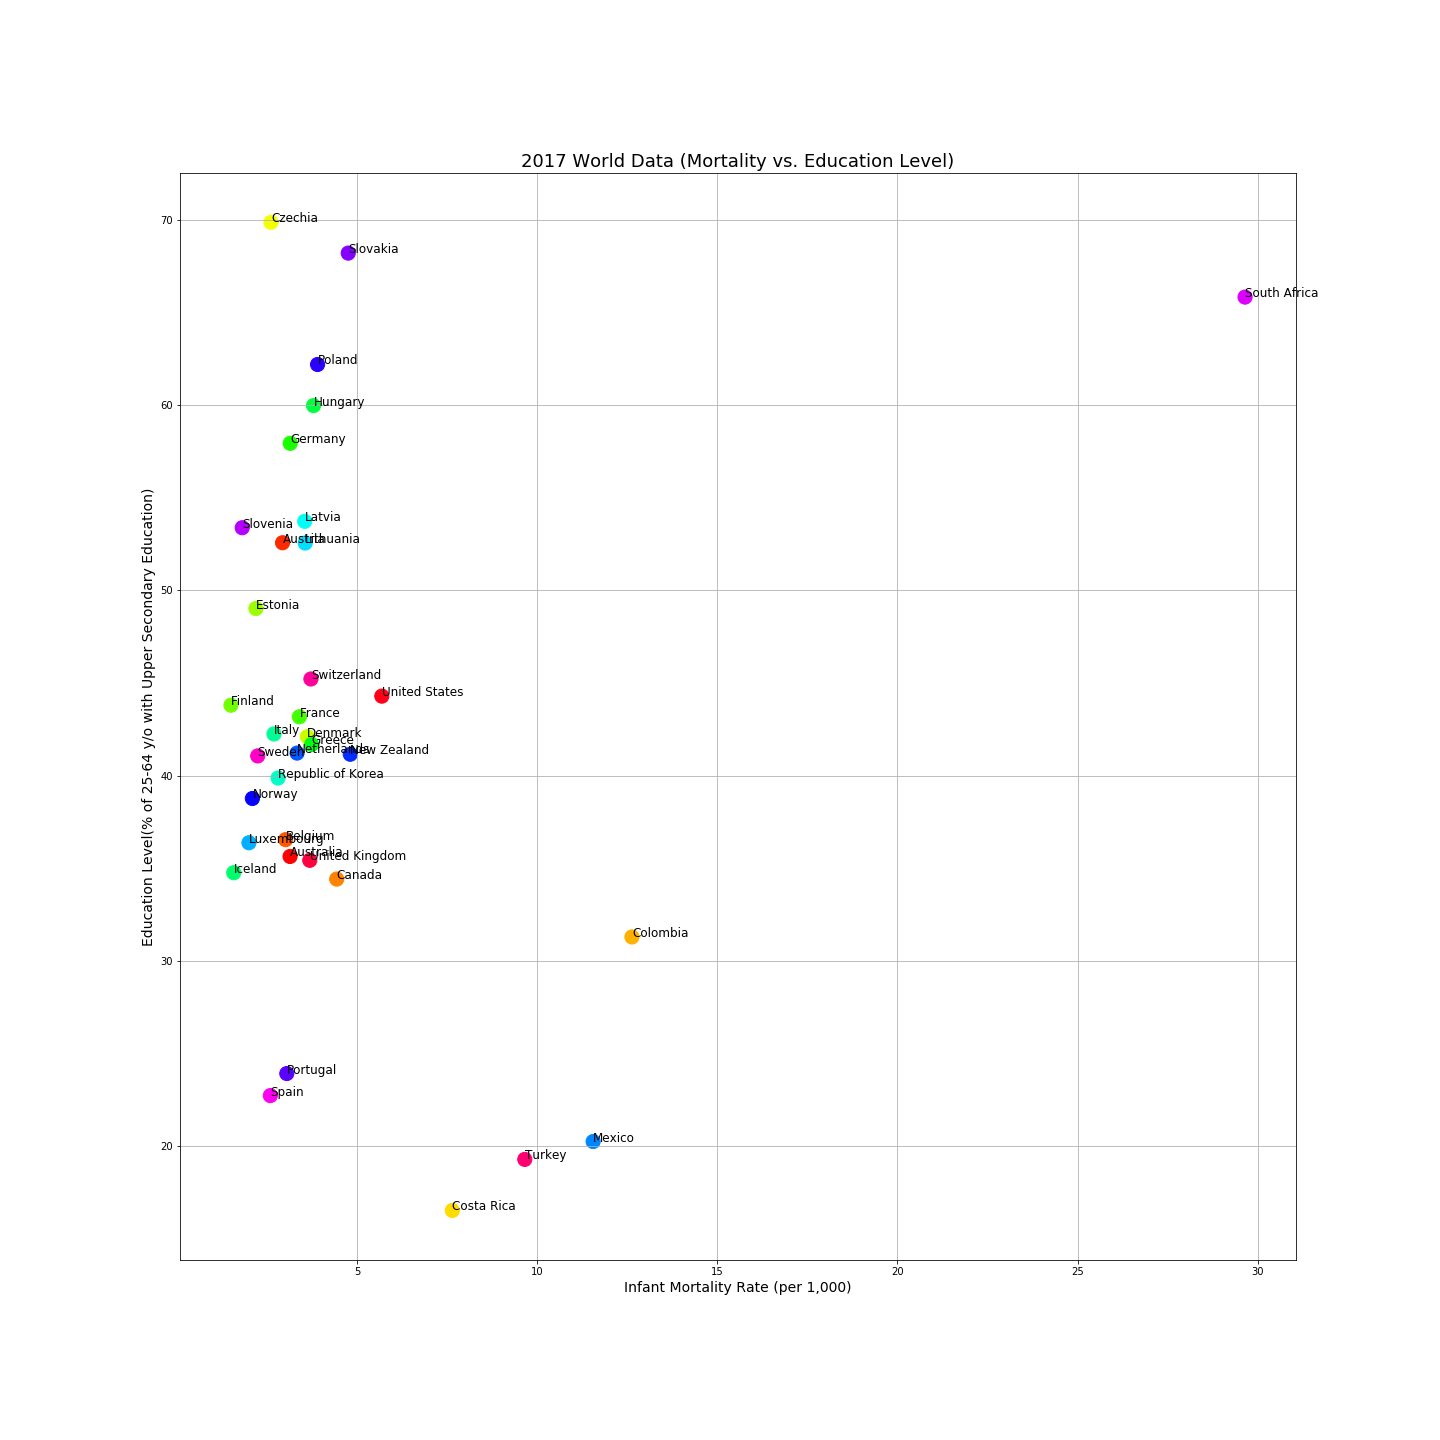 2017 World Data (Mortality vs. Education Level)
Education Level(% of 25-64 y/o with Upper Secondary Education)
70
60
50
40
30
20
Czechia
Slovakia
South Africa
Poland
Hungary
Germany
Latvia
Slovenia
Austria
Lithuania
Estonia
Switzerland
United States
Finland
France
Italy
Denmark
Greece
Netherlands
New Zealand
Sweden
Republic of Korea
Norway
Belgium
Luxembourg
Australia
United Kingdom
Iceland
Canada
Colombia
Portugal
Spain
Mexico
Turkey
Costa Rica
5 10 15 20 25 30
Infant Mortality Rate (per 1,000)